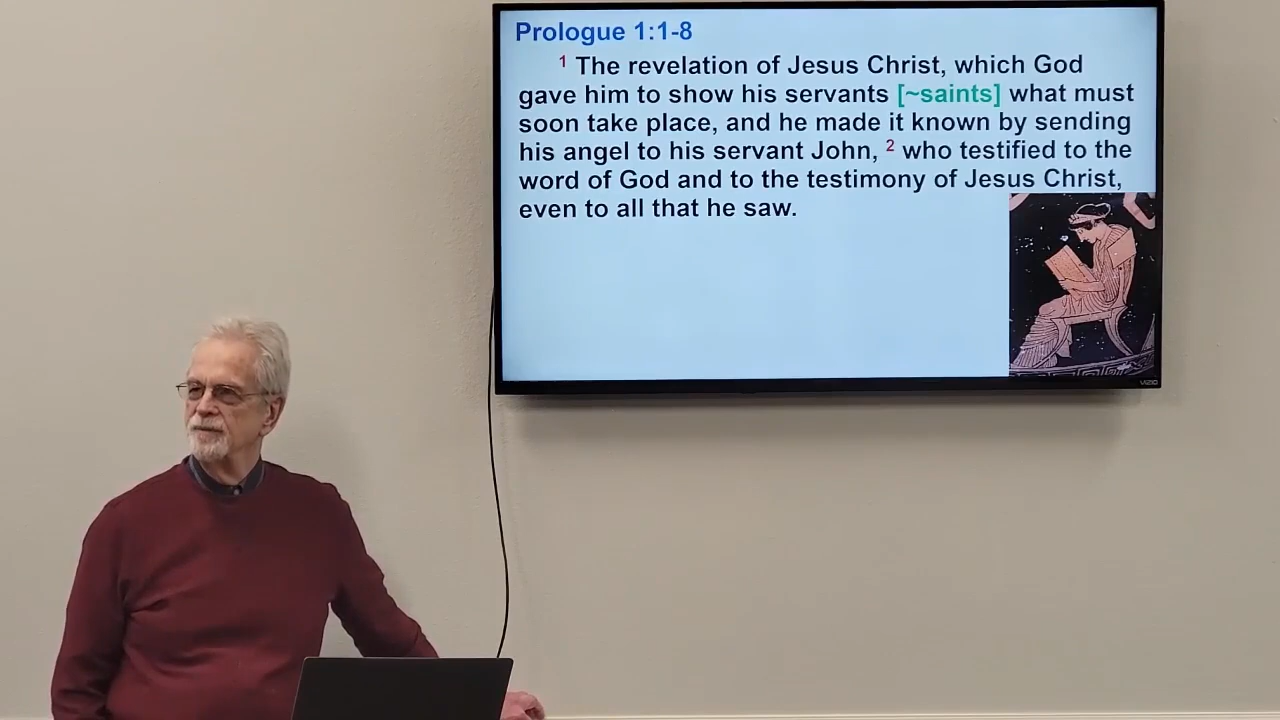 Prologue 1:1-8
1 The revelation of Jesus Christ, which God
gave him to show his servants [~saints] what must
soon take place, and he made it known by sending
his angel to his servant John, 2 who testified to the
word of God and to the testimony of Jesus Christ,
even to all that he saw.
VIZIO